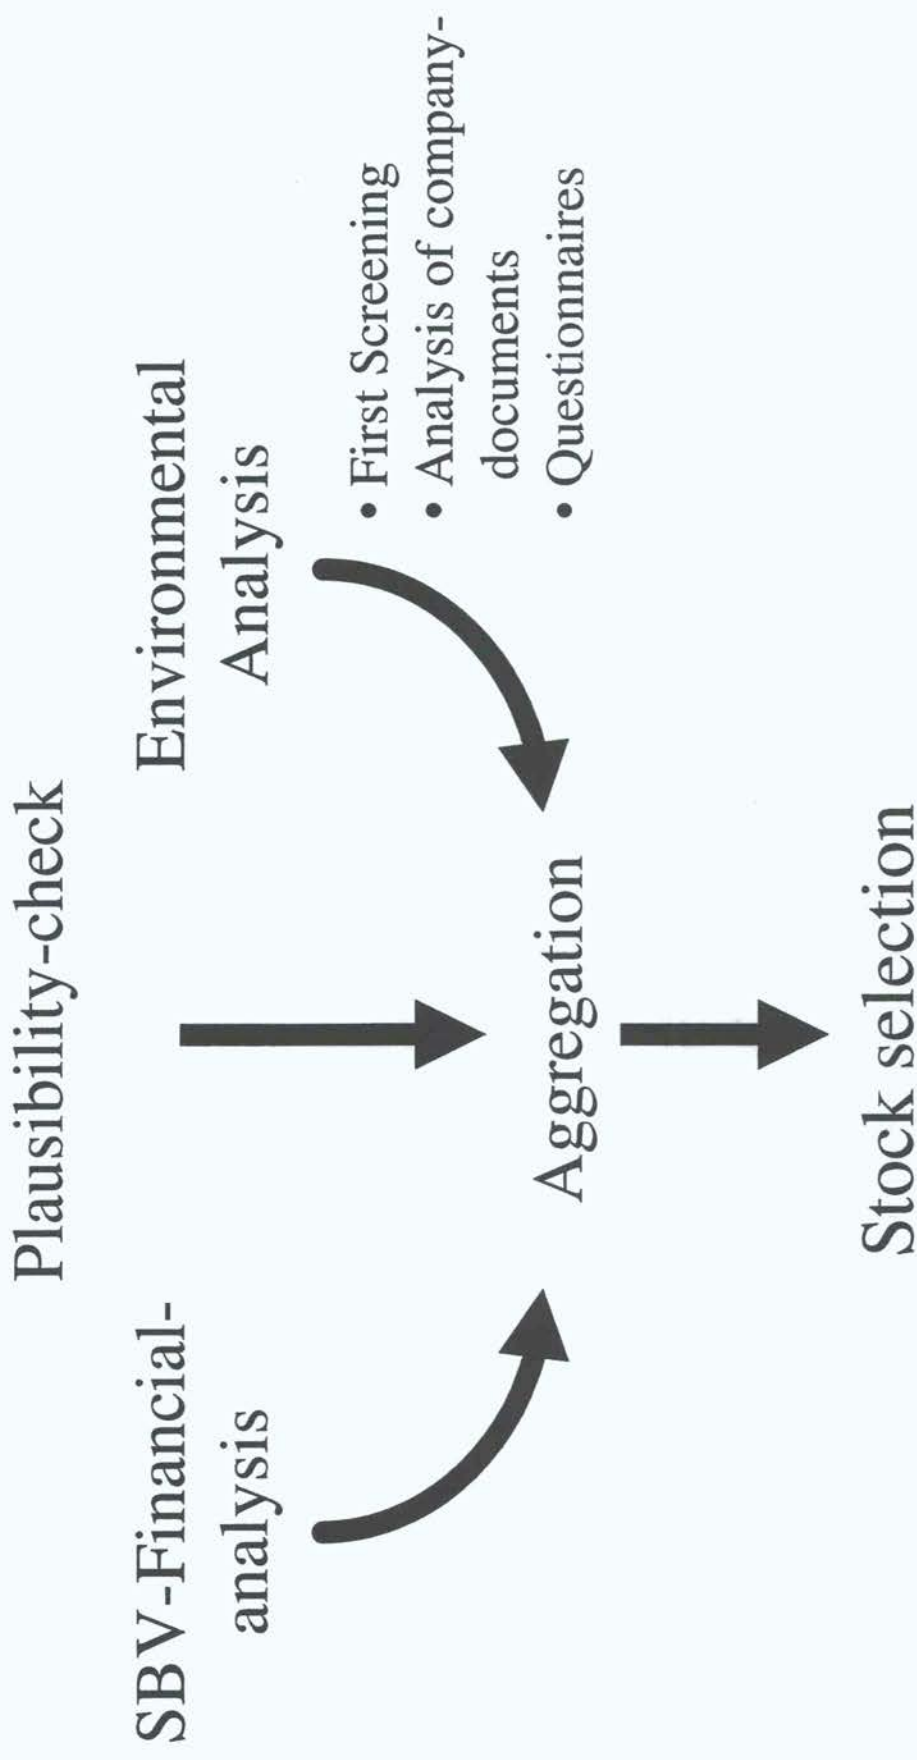 Plausibility-check
SBV-Financial-
analysis
Environmental
Analysis
• First Screening
• Analysis of company-
documents
• Questionnaires
Aggregation
Stock selection